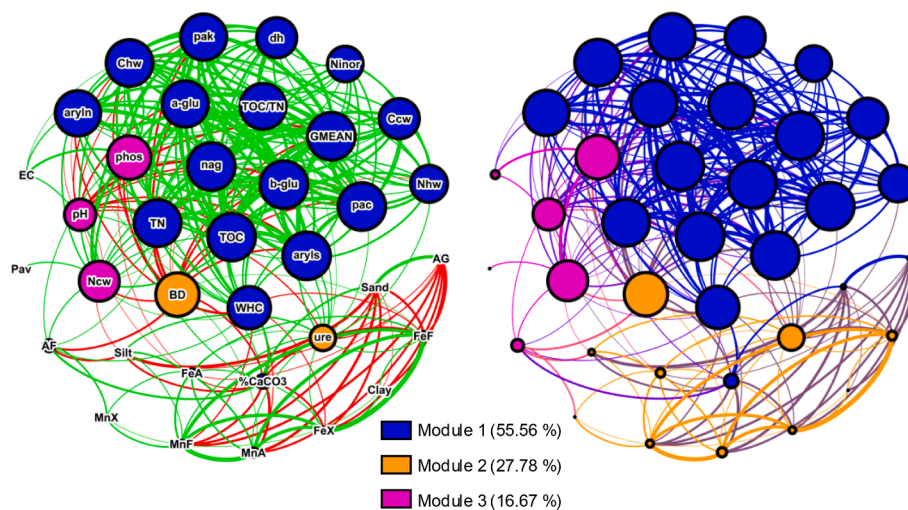 pak
dh
Chw
Ninor
a-glu
TOC/TN
aryln
GMEAN
Ccw
phos
nag
EC
b-glu
Nhw
pH
pac
TN
TOC
aryls
Pav
AG
Ncw
BD
Sand
WHC
ure
FeF
AF
Silt
FeA
%CaCO3
Clay
MnX
MnF
FeX
MnA
Module 1 (55.56 %)
Module 2 (27.78 %)
Module 3 (16.67 %)